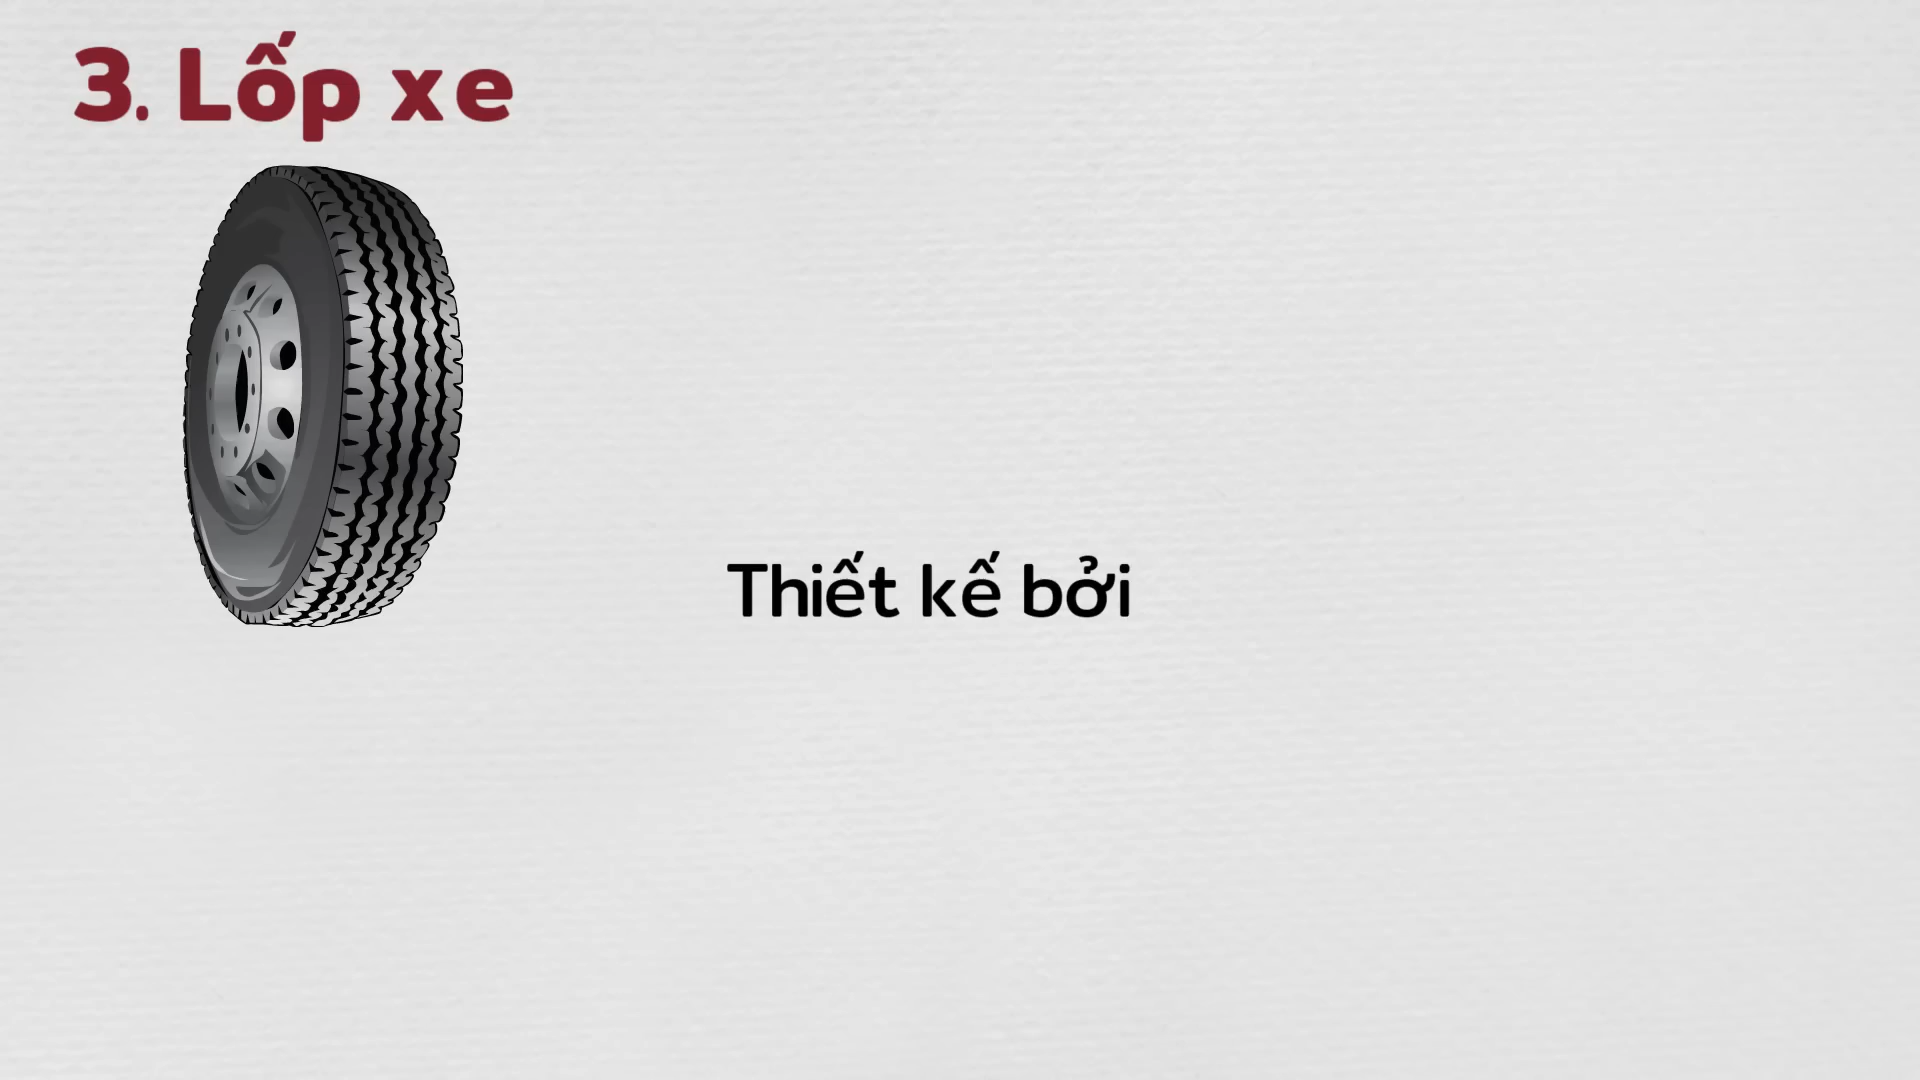 3. Lốp xe
Thiết kế bởi